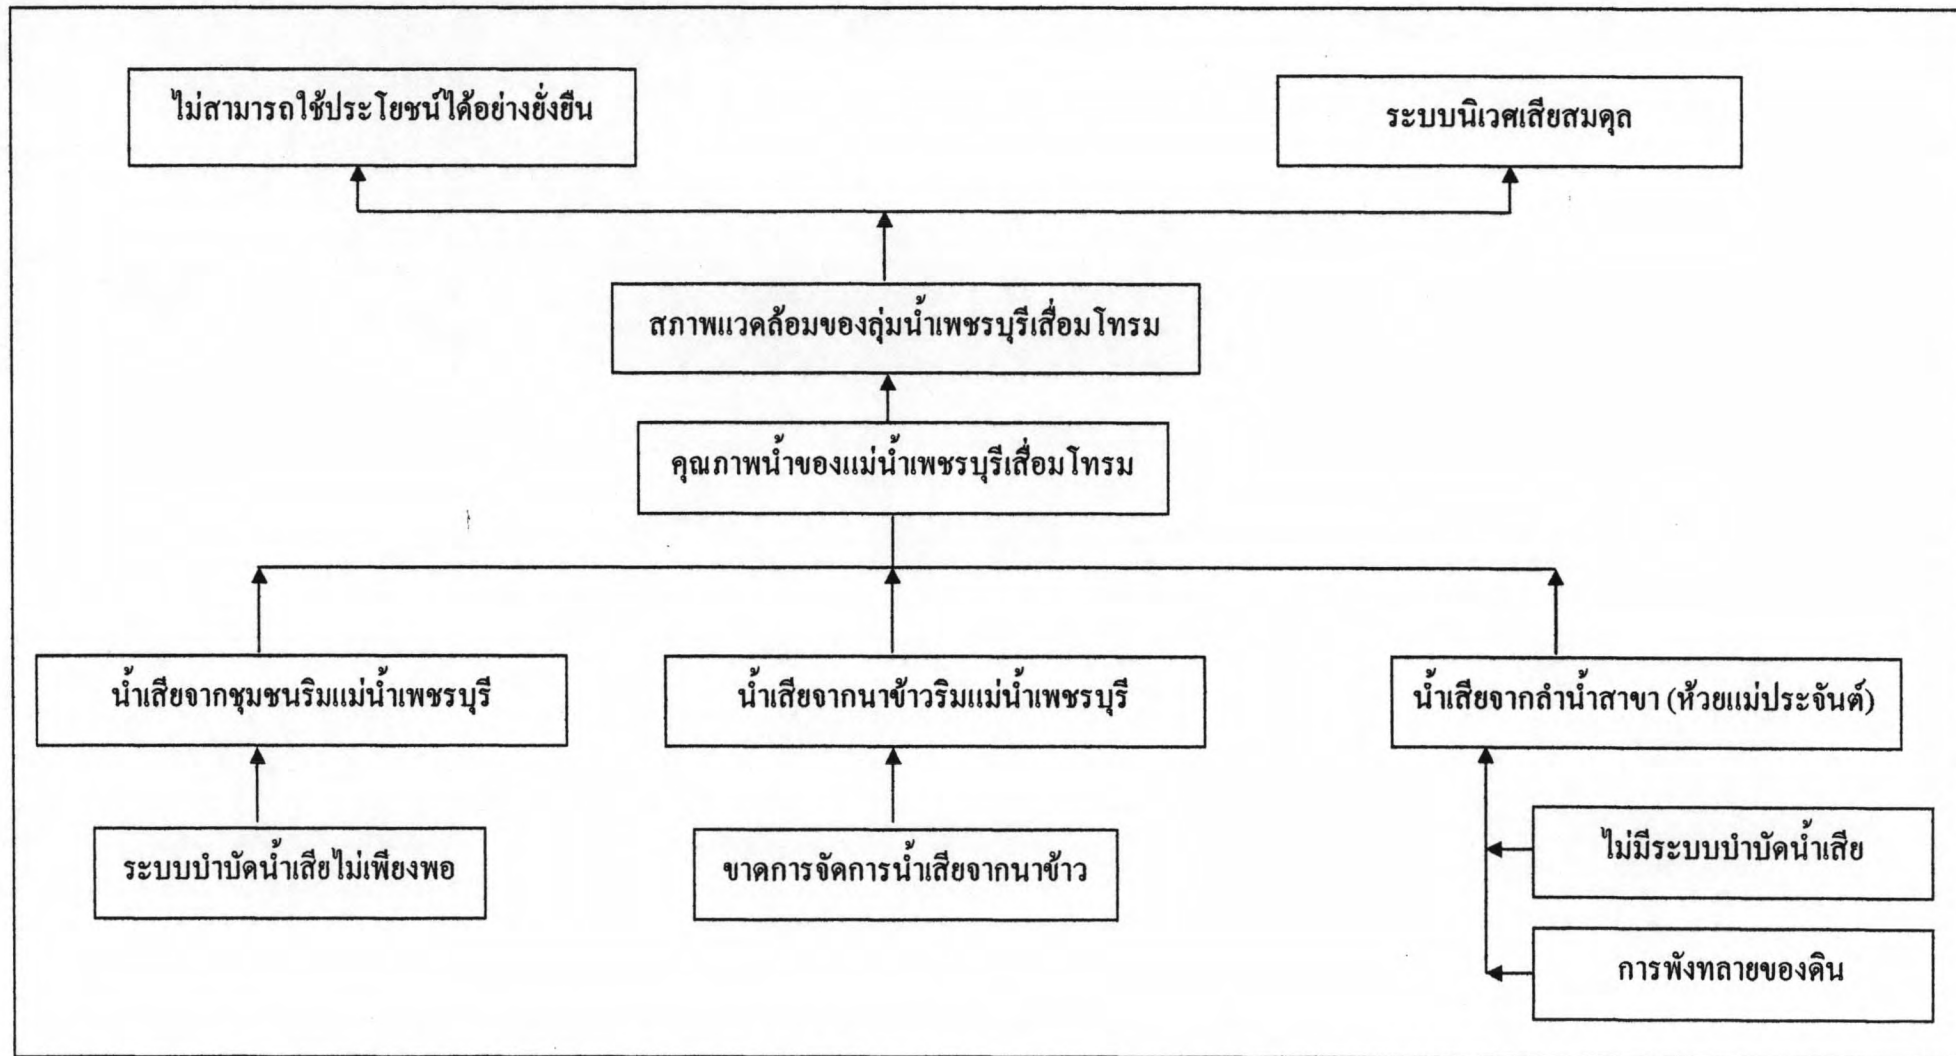 ไม่สามารถใช้ประโยชน์ได้อย่างยั่งยืน
ระบบนิเวศเสียสมดุล
สภาพแวดล้อมของลุ่มน้ำเพชรบุรีเสื่อมโทรม
คุณภาพน้ำของแม่น้ำเพชรบุรีเสื่อมโทรม
น้ำเสียจากชุมชนริมแม่น้ำเพชรบุรี
น้ำเสียจากนาข้าวริมแม่น้ำเพชรบุรี
น้ำเสียจากลำน้ำสาขา (ห้วยแม่ประจันต์)
ระบบบำบัดน้ำเสียไม่เพียงพอ
ขาดการจัดการน้ำเสียจากนาข้าว
ไม่มีระบบบำบัดน้ำเสีย
การพังทลายของดิน